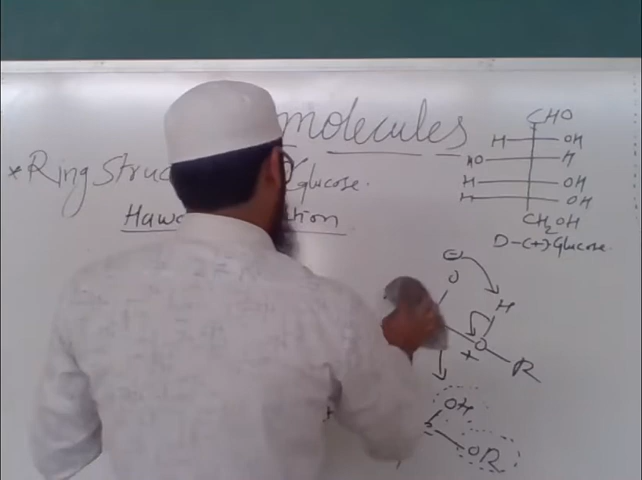 molecules
*Ring Struc Glucose.
Haw tion
CHO
H OH
HO H
H OH
H OH
CH2OH
D-(+) Glucose.
⊖
O
H
+ O
R
OH
OR